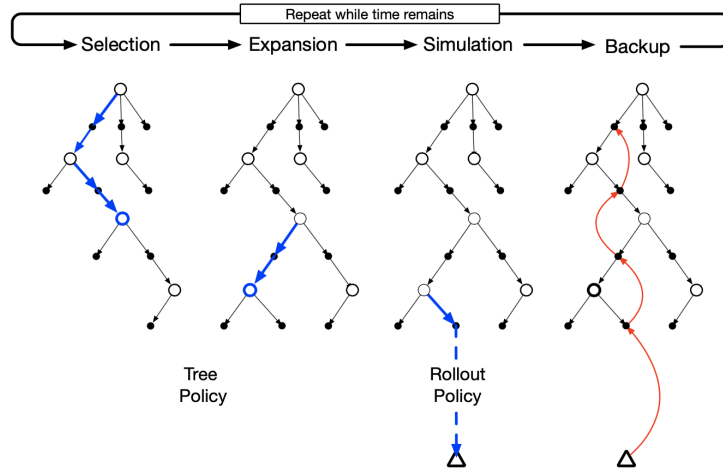 Repeat while time remains
Selection
Expansion
Simulation
Backup
Tree
Policy
Rollout
Policy